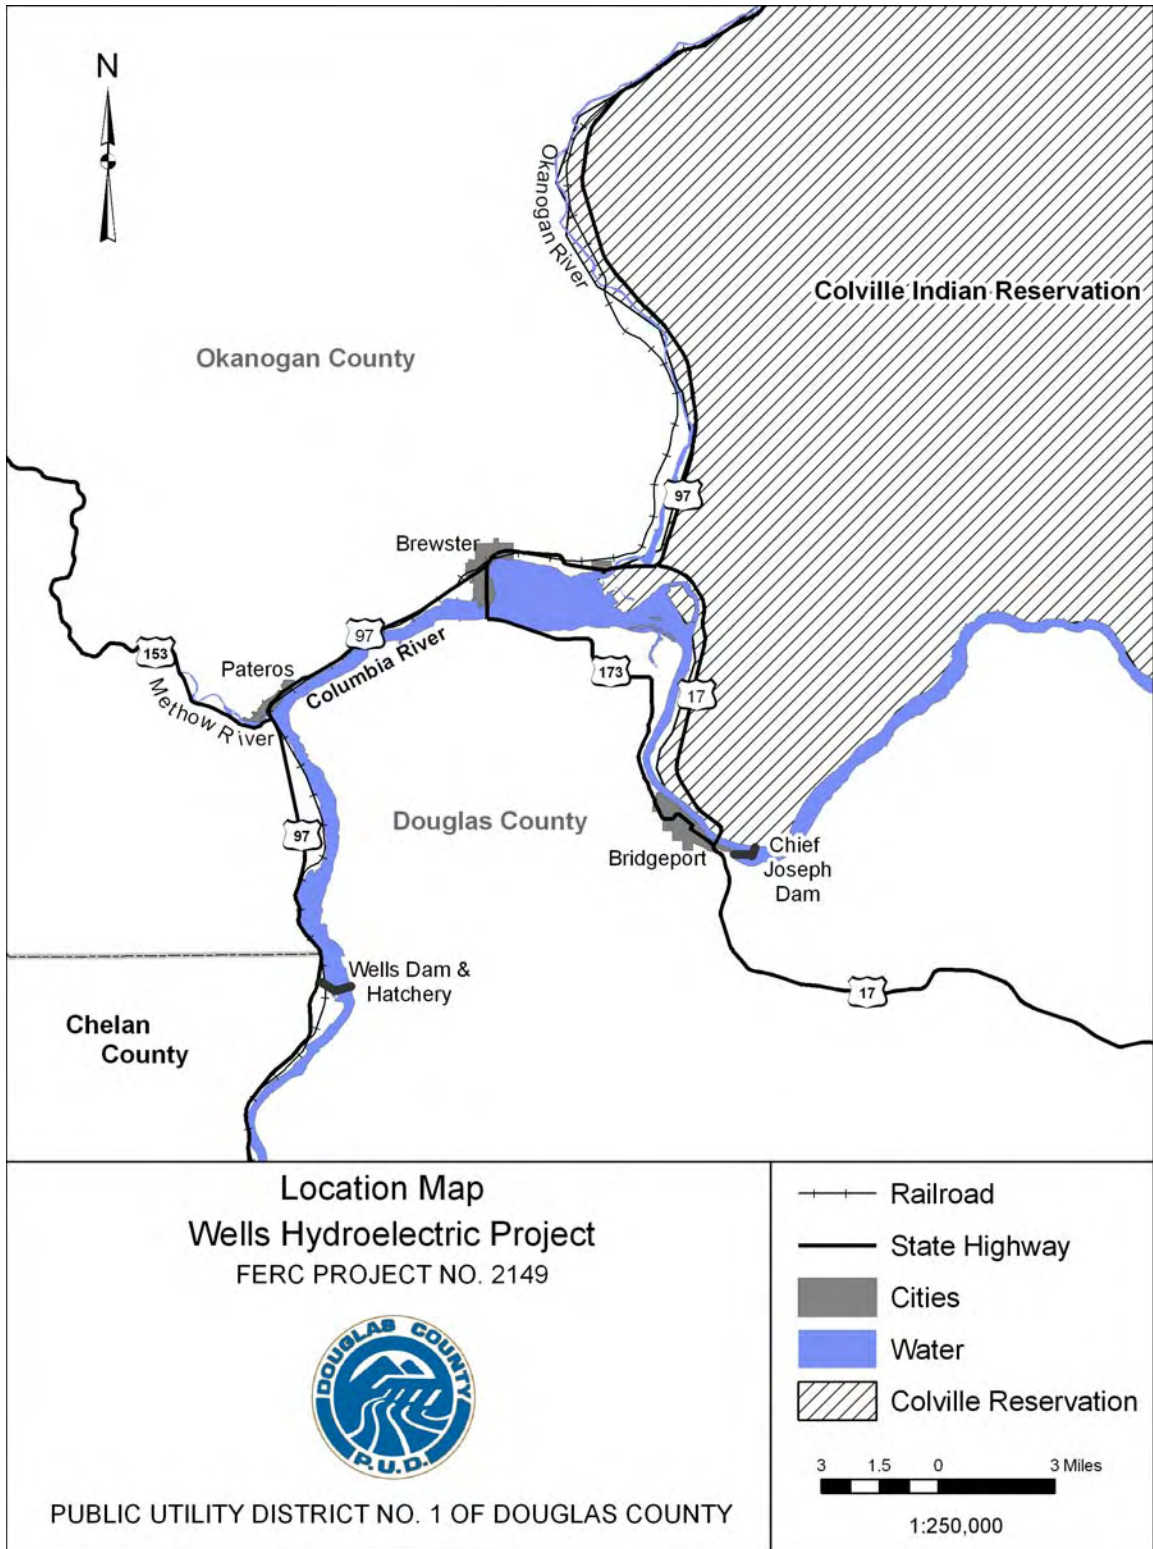 N
Okanogan River
Colville Indian Reservation
Okanogan County
97
Brewster
97
153
Pateros
Columbia River
173
17
Methow River
97
Douglas County
Bridgeport
Chief
Joseph
Dam
Wells Dam &
Hatchery
17
Chelan
County
Location Map
Wells Hydroelectric Project
FERC PROJECT NO. 2149
DOUGLAS COUNTY
P.U.D.
PUBLIC UTILITY DISTRICT NO. 1 OF DOUGLAS COUNTY
Railroad
State Highway
Cities
Water
Colville Reservation
3 1.5 0 3 Miles
1:250,000